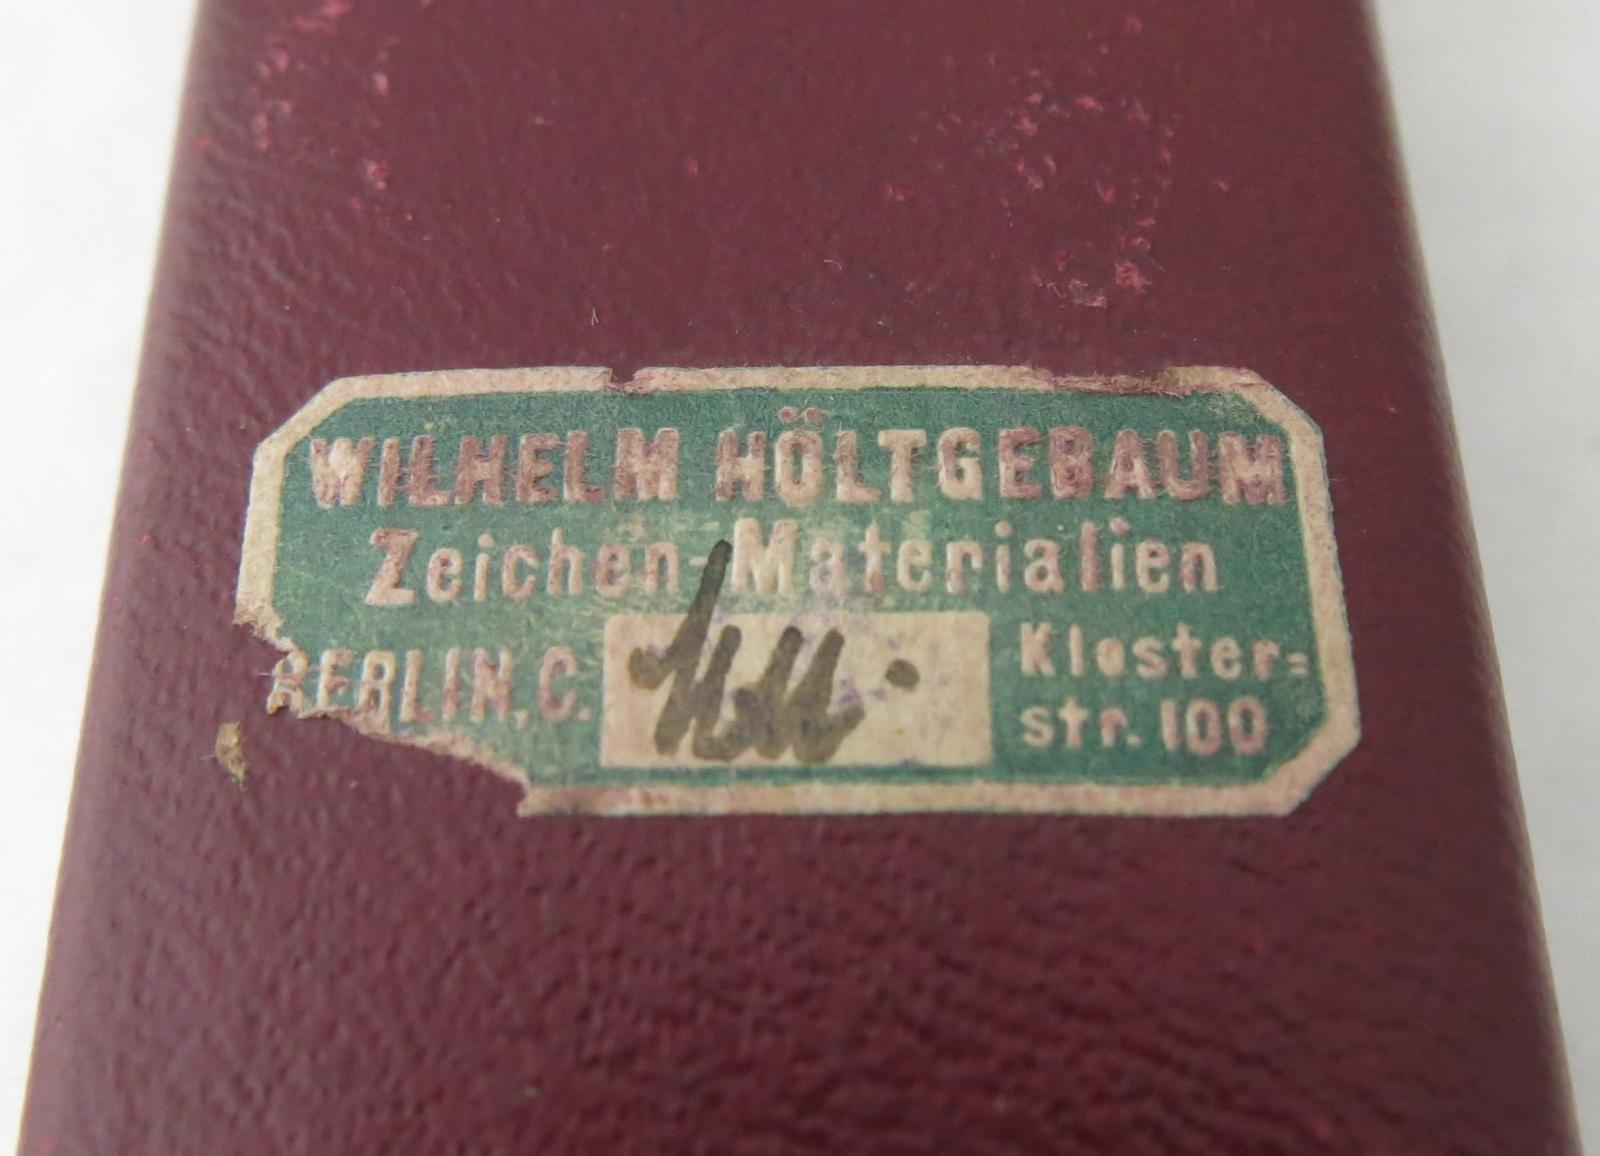 WILHELM HÖLTGEBAUM
Zeichen-Materialien
BERLIN, C.
Kloster=
str. 100